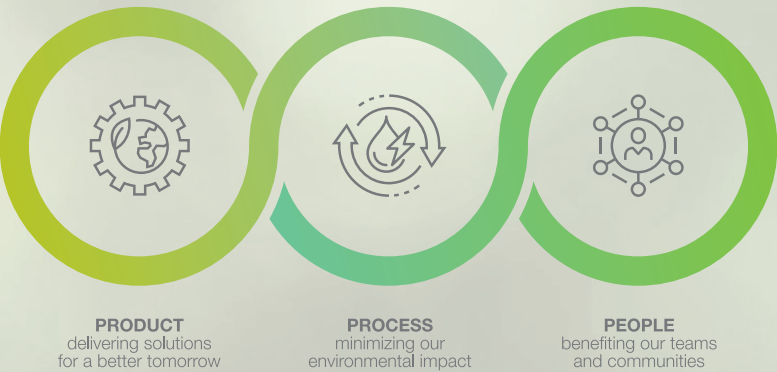 PRODUCT
delivering solutions
for a better tomorrow
PROCESS
minimizing our
environmental impact
PEOPLE
benefiting our teams
and communities